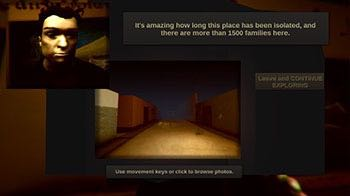 It's amazing how long this place has been isolated, and
there are more than 1500 families here.
Leave and CONTINUE
EXPLORING
Use movement keys or click to browse photos.